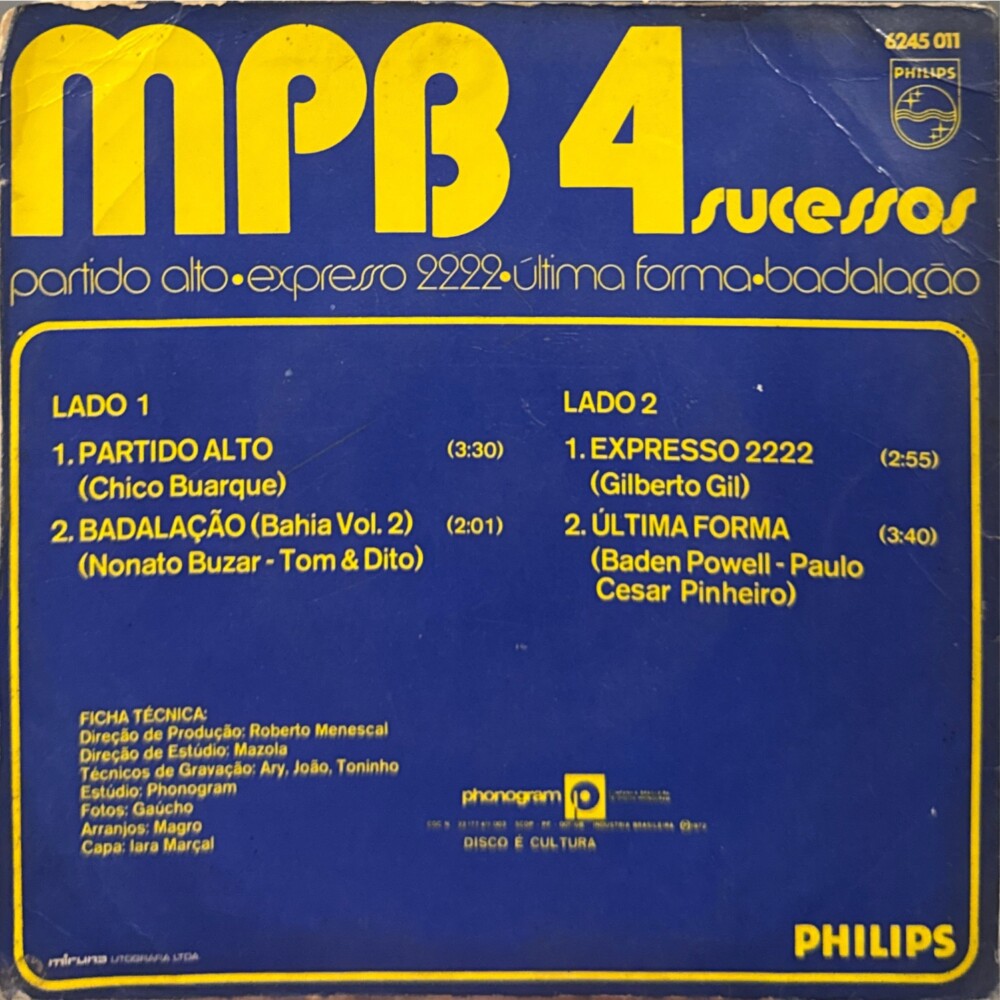 MPB 4 sucessos
6245 011
PHILIPS
partido alto•expresso 2222•última forma•badalação
LADO 1
1. PARTIDO ALTO (3:30)
(Chico Buarque)
2. BADALAÇÃO (Bahia Vol. 2) (2:01)
(Nonato Buzar - Tom & Dito)
LADO 2
1. EXPRESSO 2222 (2:55)
(Gilberto Gil)
2. ÚLTIMA FORMA (3:40)
(Baden Powell - Paulo
Cesar Pinheiro)
FICHA TÉCNICA:
Direção de Produção: Roberto Menescal
Direção de Estúdio: Mazola
Técnicos de Gravação: Ary, João, Toninho
Estúdio: Phonogram
Fotos: Gaúcho
Arranjos: Magro
Capa: Iara Marçal
phonogram
INDÚSTRIA BRASILEIRA
DISCO É CULTURA
PHILIPS
miruna LITOGRAFIA LTDA